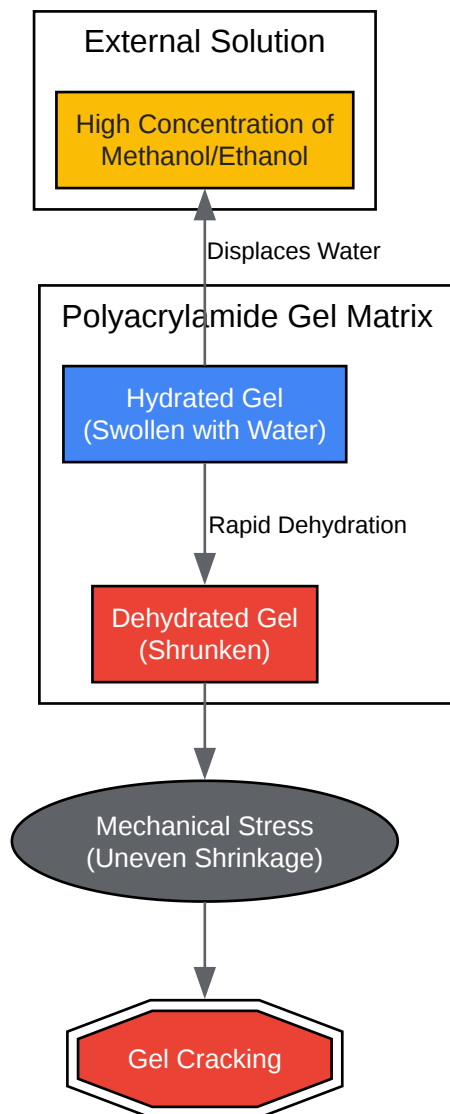 External Solution
High Concentration of
Methanol/Ethanol
Displaces Water
Polyacrylamide Gel Matrix
Hydrated Gel
(Swollen with Water)
Rapid Dehydration
Dehydrated Gel
(Shrunken)
Mechanical Stress
(Uneven Shrinkage)
Gel Cracking